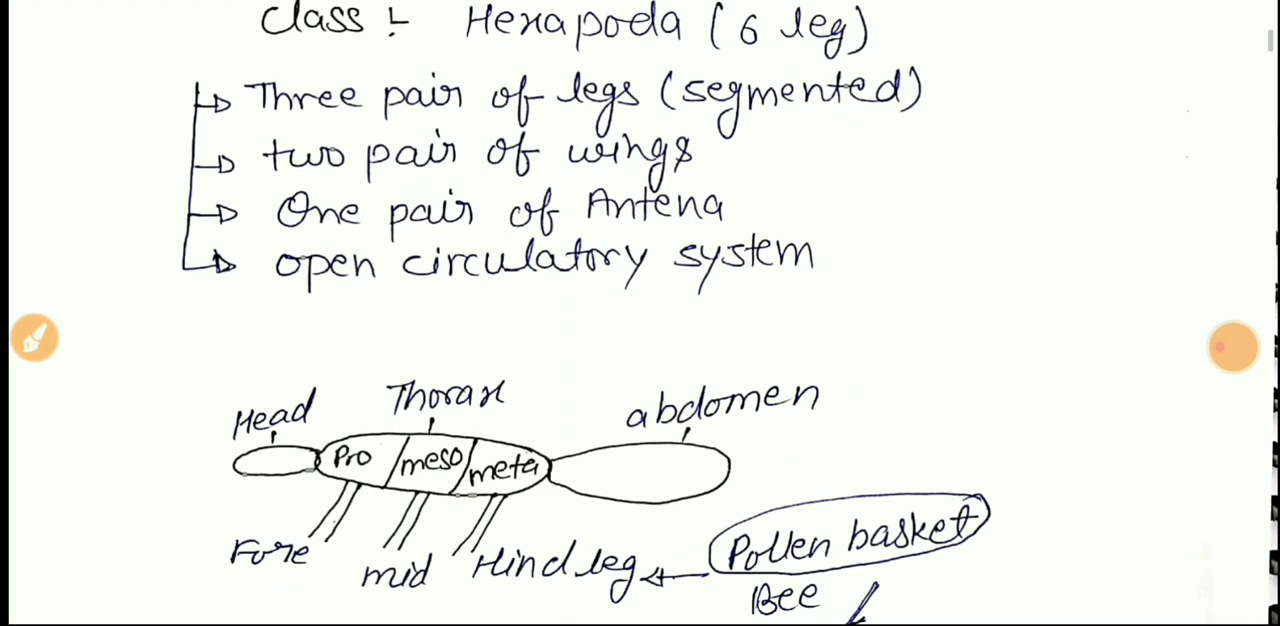 Class :- Hexapoda (6 leg)
Three pair of legs (segmented)
two pair of wings
One pair of Antena
open circulatory system
Head Thorax abdomen
Pro meso meta
Fore mid Hind leg Pollen basket
Bee